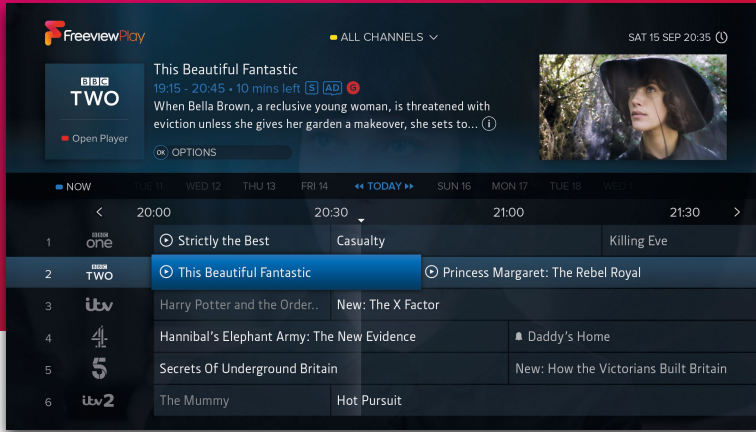 FreeviewPlay
ALL CHANNELS
SAT 15 SEP 20:35
BBC
TWO
Open Player
This Beautiful Fantastic
19:15 - 20:45 • 10 mins left S AD G
When Bella Brown, a reclusive young woman, is threatened with
eviction unless she gives her garden a makeover, she sets to... i
OK OPTIONS
NOW TUE 11 WED 12 THU 13 FRI 14 TODAY SUN 16 MON 17 TUE 18 WED
20:00 20:30 21:00 21:30
1 BBC one Strictly the Best Casualty Killing Eve
2 BBC TWO This Beautiful Fantastic Princess Margaret: The Rebel Royal
3 itv Harry Potter and the Order.. New: The X Factor
4 4 Hannibal's Elephant Army: The New Evidence Daddy's Home
5 5 Secrets Of Underground Britain New: How the Victorians Built Britain
6 itv2 The Mummy Hot Pursuit